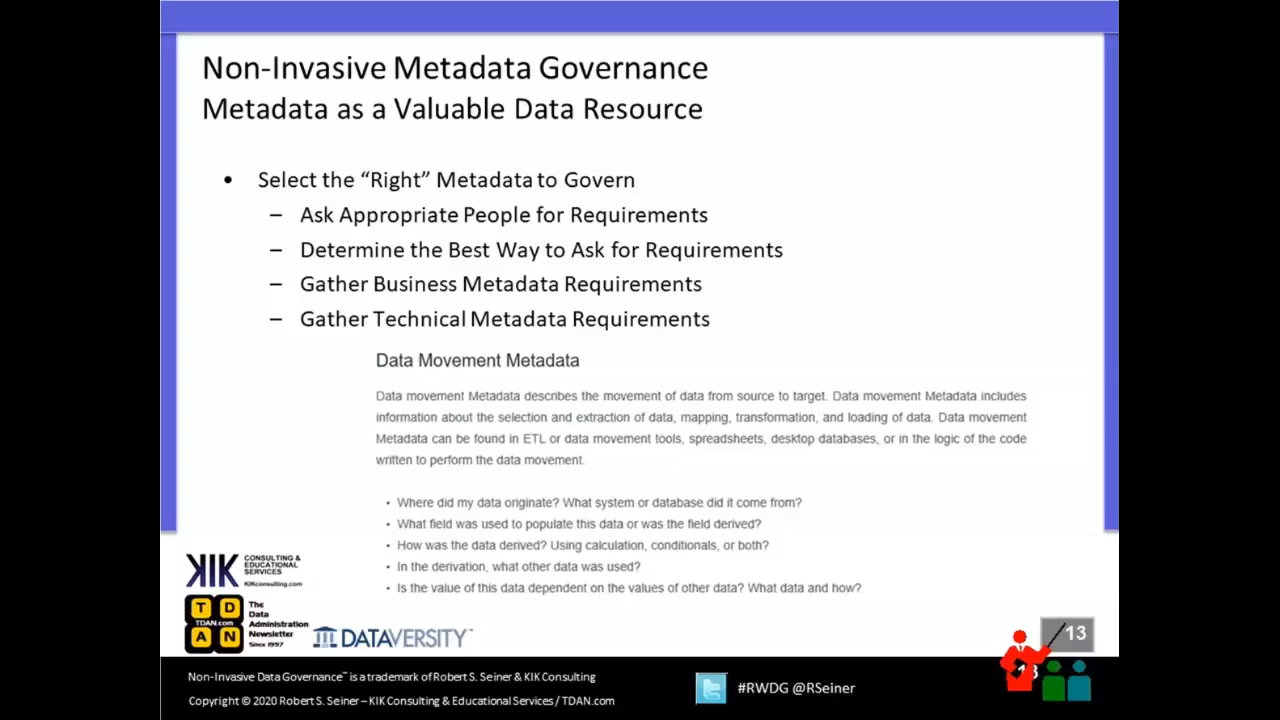 Non-Invasive Metadata Governance
Metadata as a Valuable Data Resource
• Select the “Right” Metadata to Govern
– Ask Appropriate People for Requirements
– Determine the Best Way to Ask for Requirements
– Gather Business Metadata Requirements
– Gather Technical Metadata Requirements
Data Movement Metadata
Data movement Metadata describes the movement of data from source to target. Data movement Metadata includes
information about the selection and extraction of data, mapping, transformation, and loading of data. Data movement
Metadata can be found in ETL or data movement tools, spreadsheets, desktop databases, or in the logic of the code
written to perform the data movement.
• Where did my data originate? What system or database did it come from?
• What field was used to populate this data or was the field derived?
• How was the data derived? Using calculation, conditionals, or both?
• In the derivation, what other data was used?
• Is the value of this data dependent on the values of other data? What data and how?
KIK CONSULTING &
EDUCATIONAL
SERVICES
KIKconsulting.com
T D
TDAN.com
A N
The
Data
Administration
Newsletter
Since 1997
DATAVERSITY™
13
Non-Invasive Data Governance™ is a trademark of Robert S. Seiner & KIK Consulting
Copyright © 2020 Robert S. Seiner – KIK Consulting & Educational Services / TDAN.com
#RWDG @RSeiner